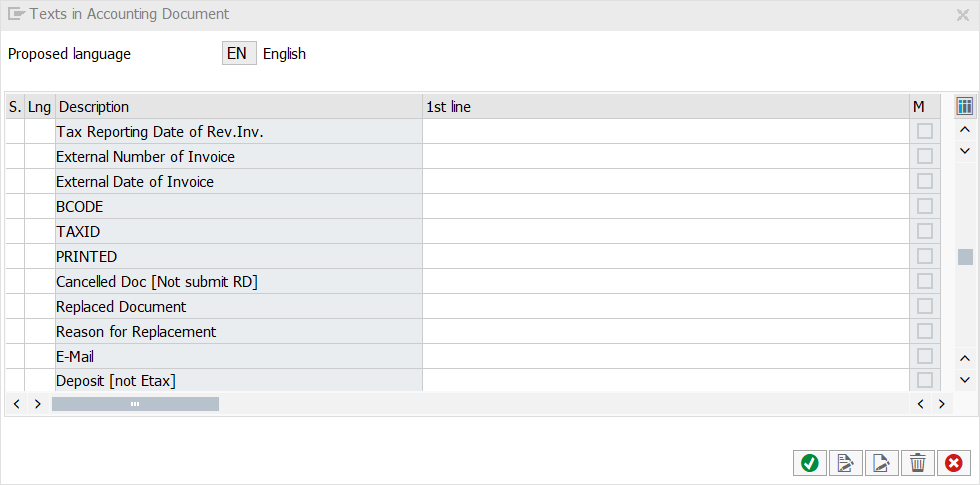 Texts in Accounting Document
Proposed language EN English
S. Lng Description 1st line M
Tax Reporting Date of Rev.Inv.
External Number of Invoice
External Date of Invoice
BCODE
TAXID
PRINTED
Cancelled Doc [Not submit RD]
Replaced Document
Reason for Replacement
E-Mail
Deposit [not Etax]